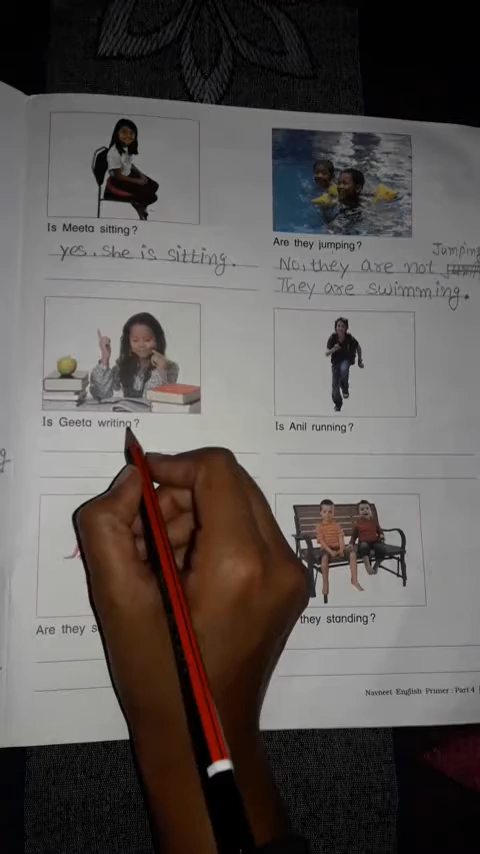 Is Meeta sitting?
yes, she is sitting.
Are they jumping?
Jumping
No, they are not
They are swimming.
Is Geeta writing?
Is Anil running?
Are they s
they standing?
Navneet English Primer : Part 4
g